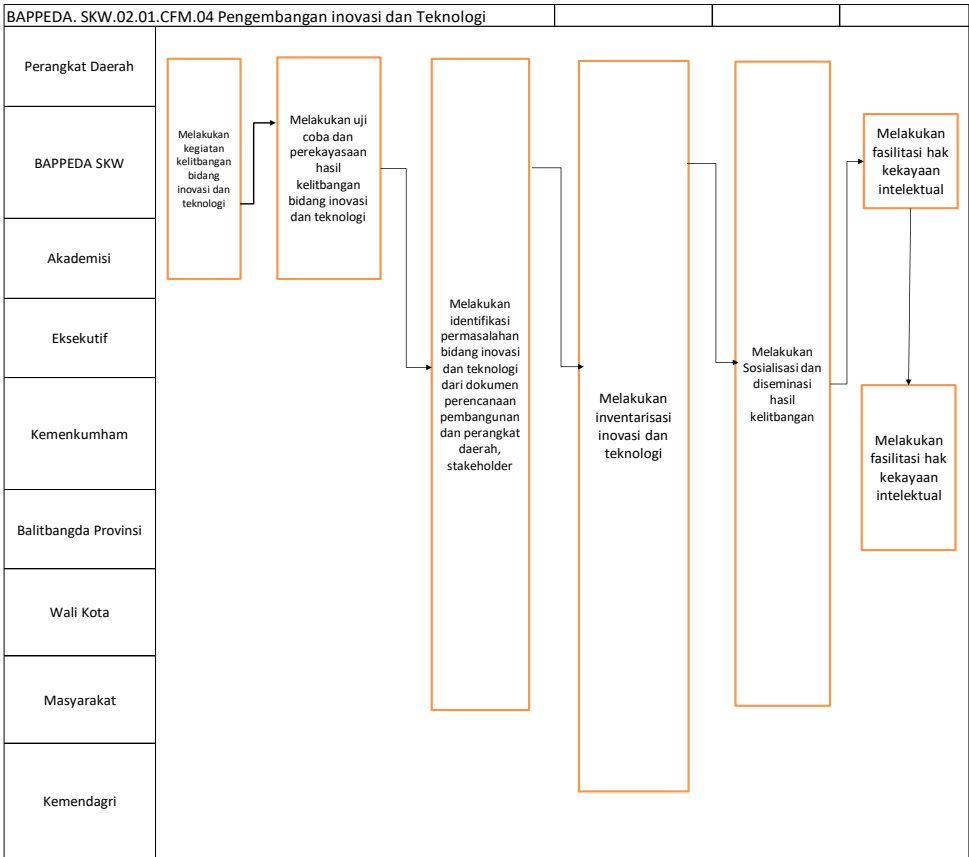 BAPPEDA. SKW.02.01.CFM.04 Pengembangan inovasi dan Teknologi
Perangkat Daerah
BAPPEDA SKW
Akademisi
Eksekutif
Kemenkumham
Balitbangda Provinsi
Wali Kota
Masyarakat
Kemendagri
Melakukan
kegiatan
kelitbangan
bidang
inovasi dan
teknologi
Melakukan uji
coba dan
perekayasaan
hasil
kelitbangan
bidang inovasi
dan teknologi
Melakukan
identifikasi
permasalahan
bidang inovasi
dan teknologi
dari dokumen
perencanaan
pembangunan
dan perangkat
daerah,
stakeholder
Melakukan
inventarisasi
inovasi dan
teknologi
Melakukan
Sosialisasi dan
diseminasi
hasil
kelitbangan
Melakukan
fasilitasi hak
kekayaan
intelektual
Melakukan
fasilitasi hak
kekayaan
intelektual